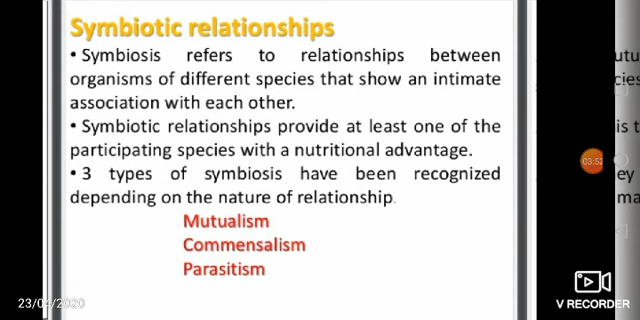 Symbiotic relationships
• Symbiosis refers to relationships between
organisms of different species that show an intimate
association with each other.
• Symbiotic relationships provide at least one of the
participating species with a nutritional advantage.
• 3 types of symbiosis have been recognized
depending on the nature of relationship.
Mutualism
Commensalism
Parasitism
03:52
23/04/2020
V RECORDER